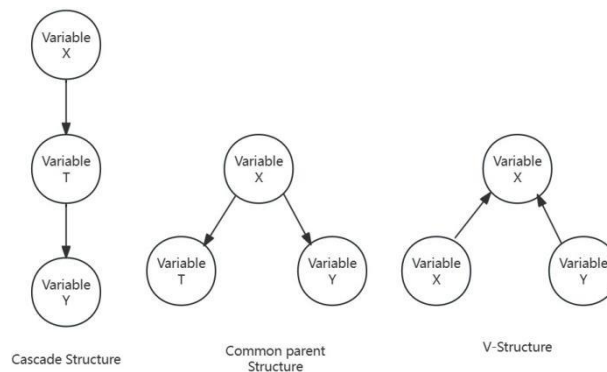 Variable
X
Variable
T
Variable
Y
Cascade Structure
Variable
X
Variable
T
Variable
Y
Common parent
Structure
Variable
X
Variable
X
Variable
Y
V-Structure